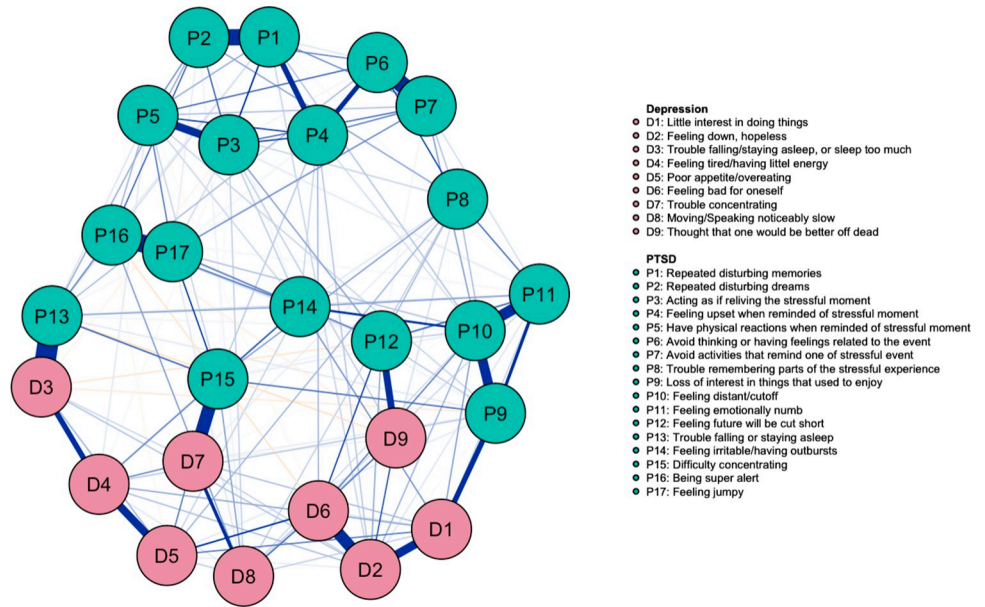 P2
P1
P6
P7
P5
P3
P4
P8
P16
P17
P11
P14
P13
P10
P12
P15
D3
P9
D9
D7
D4
D6
D1
D5
D8
D2
Depression
D1: Little interest in doing things
D2: Feeling down, hopeless
D3: Trouble falling/staying asleep, or sleep too much
D4: Feeling tired/having littel energy
D5: Poor appetite/overeating
D6: Feeling bad for oneself
D7: Trouble concentrating
D8: Moving/Speaking noticeably slow
D9: Thought that one would be better off dead
PTSD
P1: Repeated disturbing memories
P2: Repeated disturbing dreams
P3: Acting as if reliving the stressful moment
P4: Feeling upset when reminded of stressful moment
P5: Have physical reactions when reminded of stressful moment
P6: Avoid thinking or having feelings related to the event
P7: Avoid activities that remind one of stressful event
P8: Trouble remembering parts of the stressful experience
P9: Loss of interest in things that used to enjoy
P10: Feeling distant/cutoff
P11: Feeling emotionally numb
P12: Feeling future will be cut short
P13: Trouble falling or staying asleep
P14: Feeling irritable/having outbursts
P15: Difficulty concentrating
P16: Being super alert
P17: Feeling jumpy